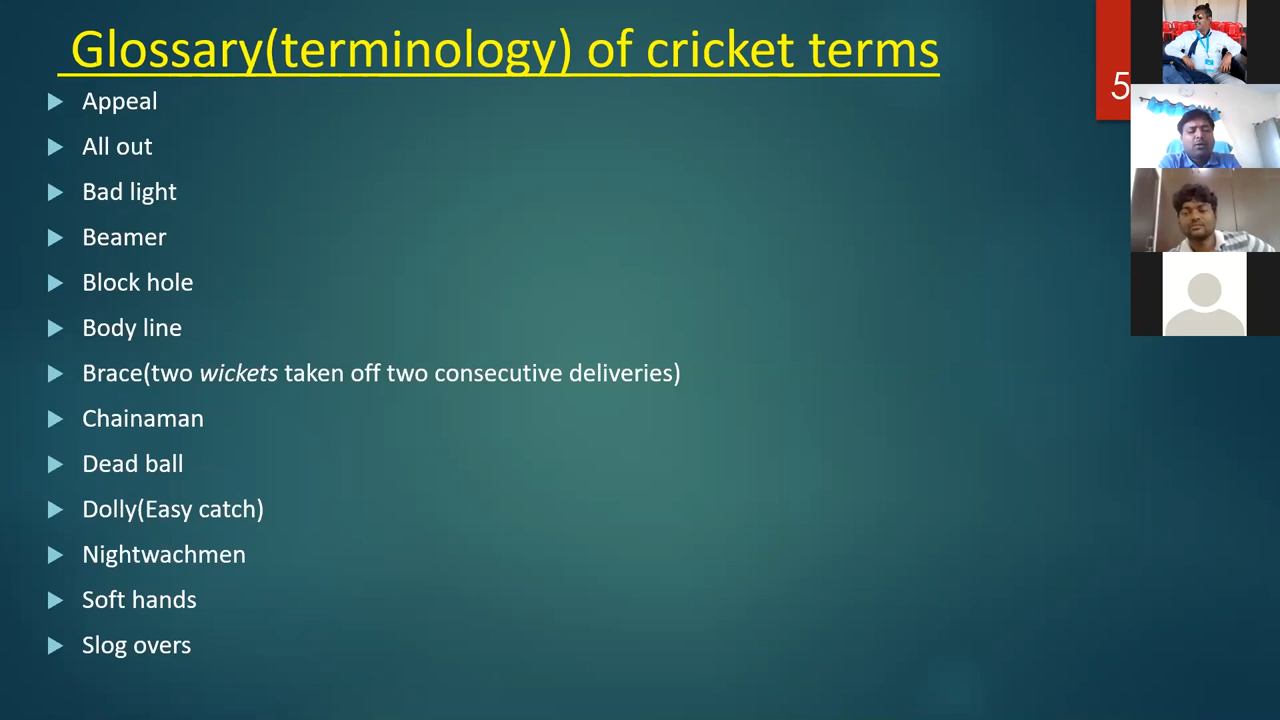 Glossary(terminology) of cricket terms
5
Appeal
All out
Bad light
Beamer
Block hole
Body line
Brace(two wickets taken off two consecutive deliveries)
Chainaman
Dead ball
Dolly(Easy catch)
Nightwachmen
Soft hands
Slog overs